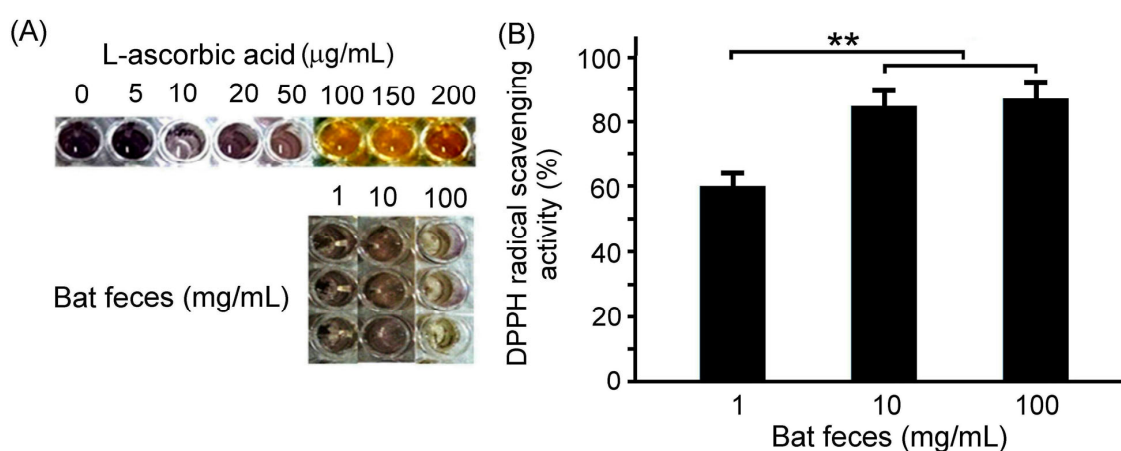 (A)
L-ascorbic acid (µg/mL)
0 5 10 20 50 100 150 200
1 10 100
Bat feces (mg/mL)
(B)
**
DPPH radical scavenging
activity (%)
100
80
60
40
20
0
1 10 100
Bat feces (mg/mL)